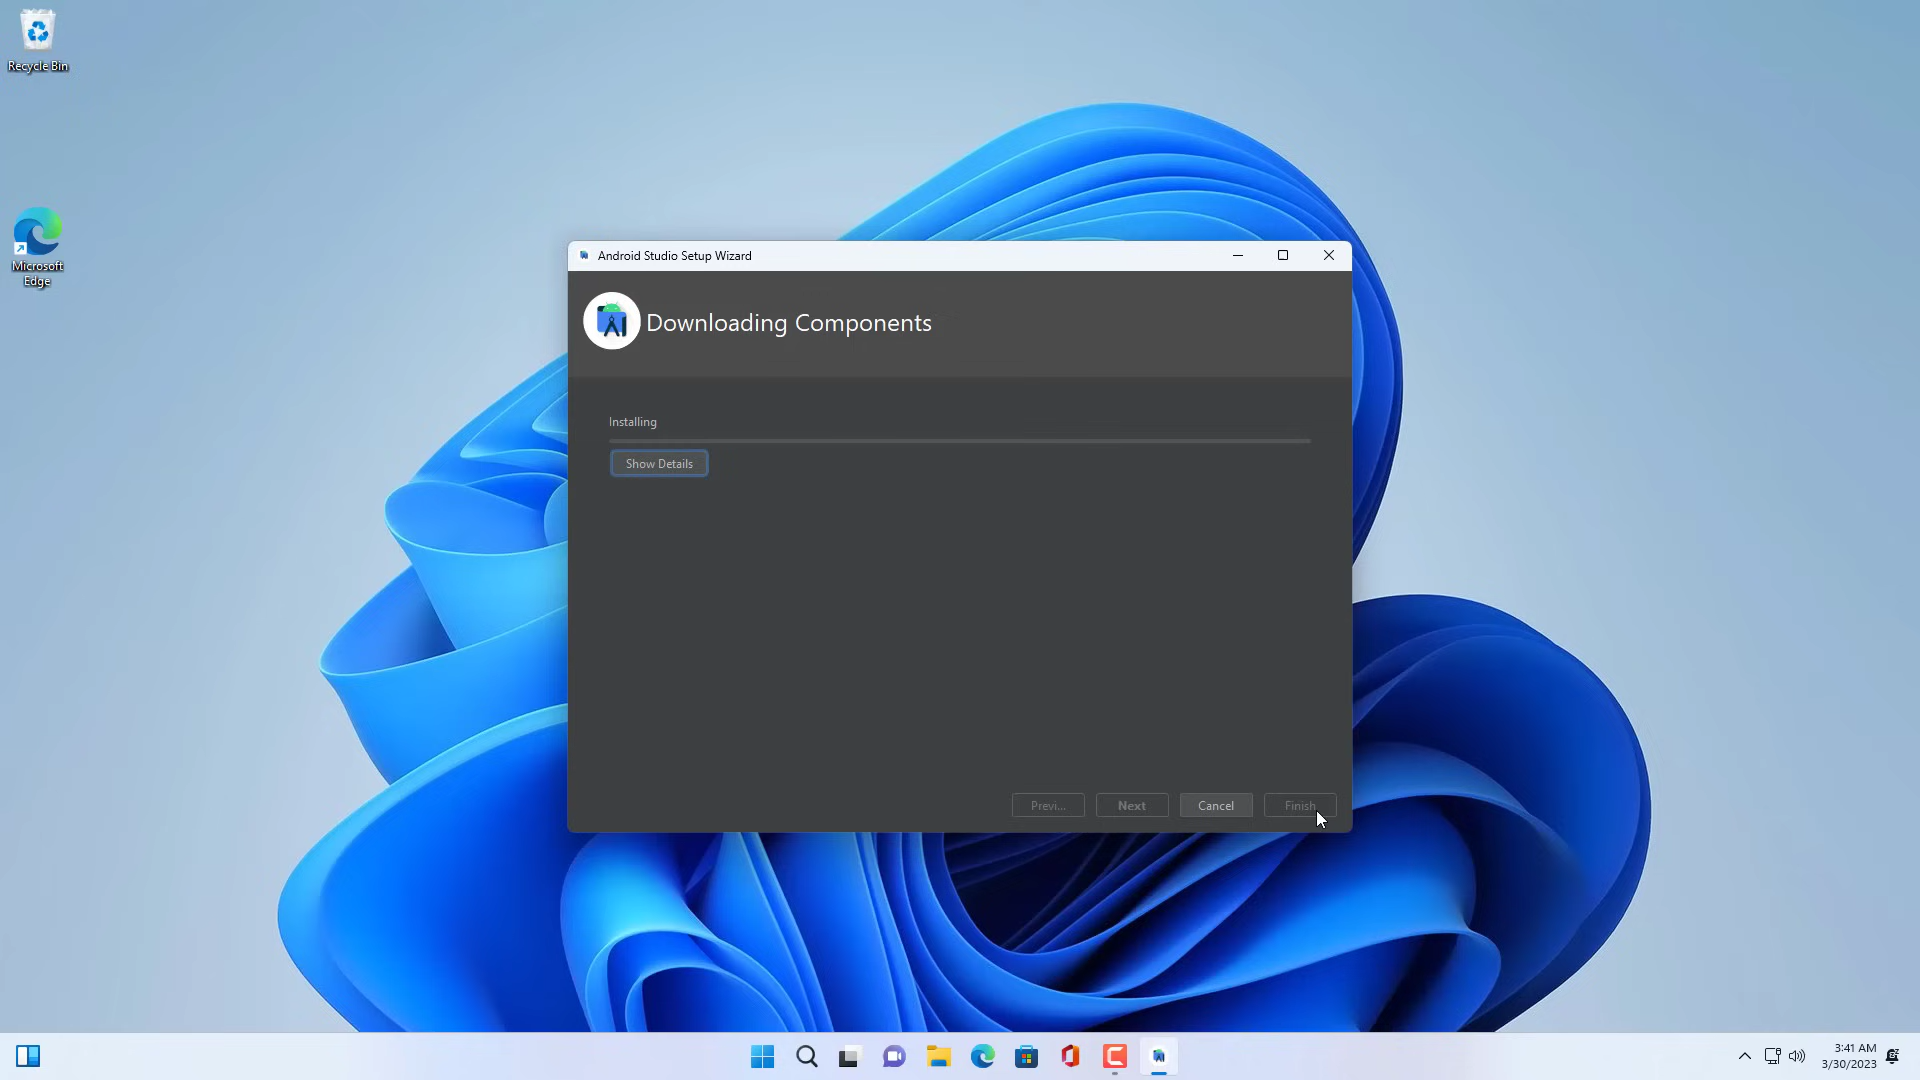 Recycle Bin
Microsoft
Edge
Android Studio Setup Wizard
Downloading Components
Installing
Show Details
Previ...
Next
Cancel
Finish
3:41 AM
3/30/2023